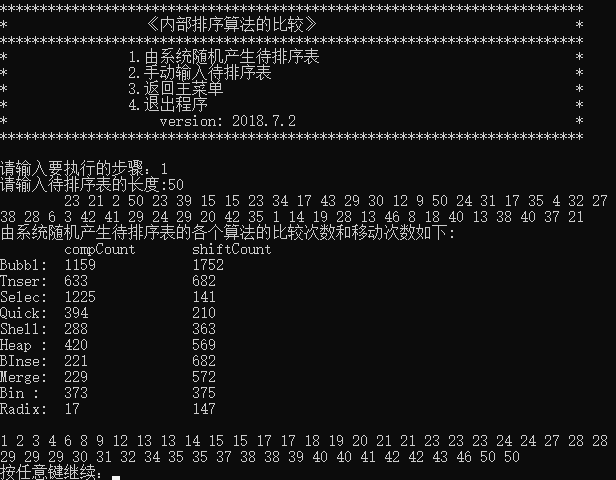 *************************************************************************
* 《内部排序算法的比较》 *
*************************************************************************
* 1.由系统随机产生待排序表 *
* 2.手动输入待排序表 *
* 3.返回主菜单 *
* 4.退出程序 *
* version: 2018.7.2 *
*************************************************************************
请输入要执行的步骤：1
请输入待排序表的长度:50
23 21 2 50 23 39 15 15 23 34 17 43 29 30 12 9 50 24 31 17 35 4 32 27
38 28 6 3 42 41 29 24 29 20 42 35 1 14 19 28 13 46 8 18 40 13 38 40 37 21
由系统随机产生待排序表的各个算法的比较次数和移动次数如下:
compCount shiftCount
Bubbl: 1159 1752
Inser: 633 682
Selec: 1225 141
Quick: 394 210
Shell: 288 363
Heap : 420 569
BInse: 221 682
Merge: 229 572
Bin : 373 375
Radix: 17 147
1 2 3 4 6 8 9 12 13 13 14 15 15 17 17 18 19 20 21 21 23 23 23 24 24 27 28 28
29 29 29 30 31 32 34 35 35 37 38 38 39 40 40 41 42 42 43 46 50 50
按任意键继续：